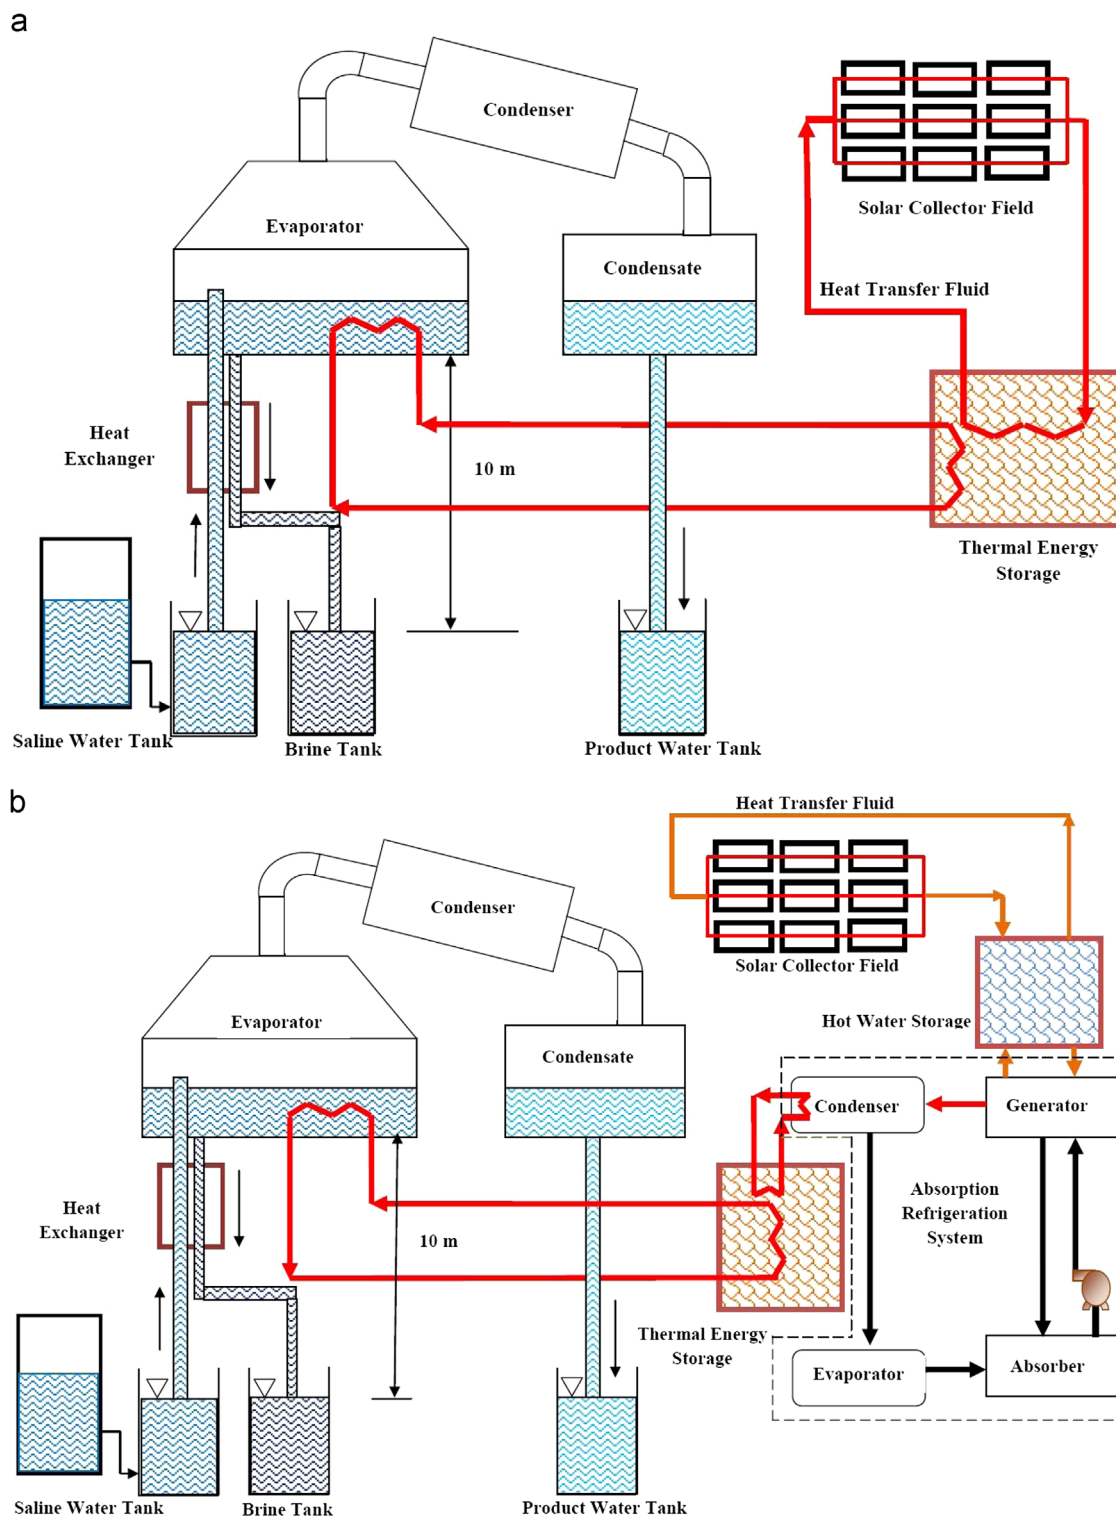 a
Condenser
Solar Collector Field
Evaporator
Condensate
Heat Transfer Fluid
Heat
Exchanger
10 m
Thermal Energy
Storage
Saline Water Tank
Brine Tank
Product Water Tank
b
Heat Transfer Fluid
Condenser
Solar Collector Field
Evaporator
Hot Water Storage
Condensate
Condenser
Generator
Heat
Exchanger
10 m
Absorption
Refrigeration
System
Thermal Energy
Storage
Evaporator
Absorber
Saline Water Tank
Brine Tank
Product Water Tank